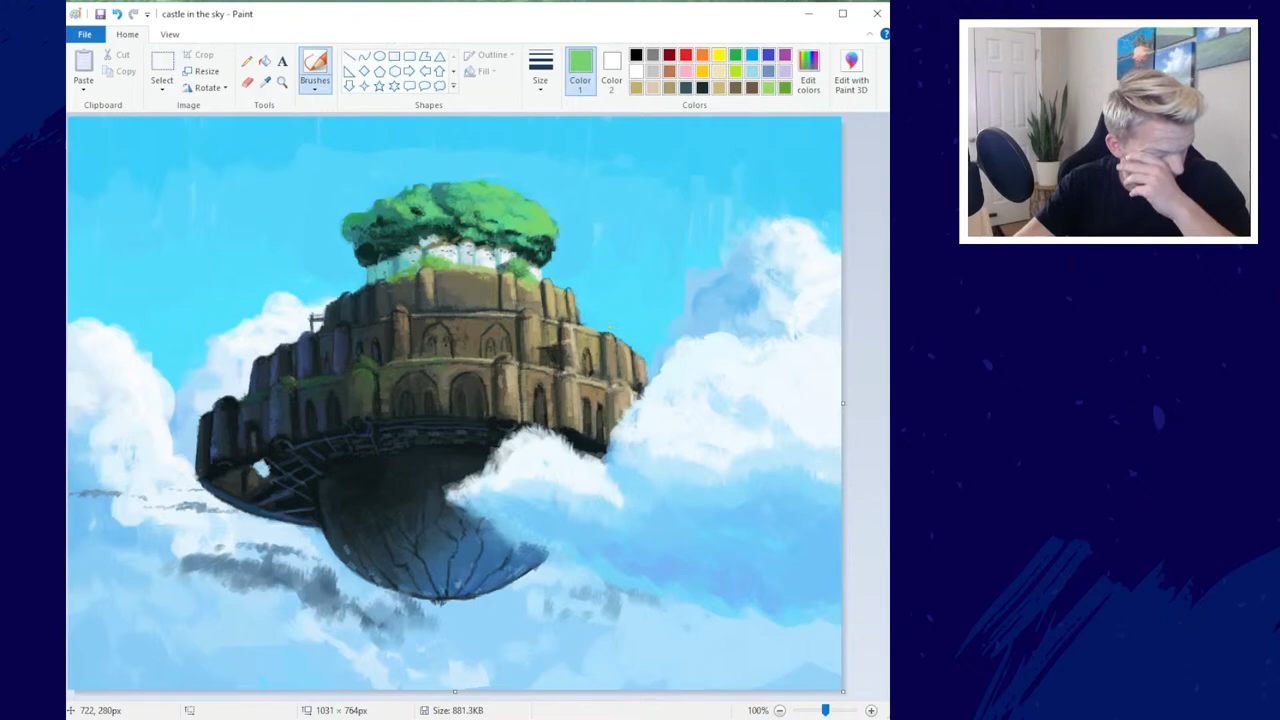 castle in the sky - Paint
File Home View
Paste Cut Copy Clipboard
Select Crop Resize Rotate Image
A Tools
Brushes
Shapes Outline Fill
Size
Color 1 Color 2 Edit colors Colors
Edit with Paint 3D
722, 280px 1031 × 764px Size: 881.3KB 100%